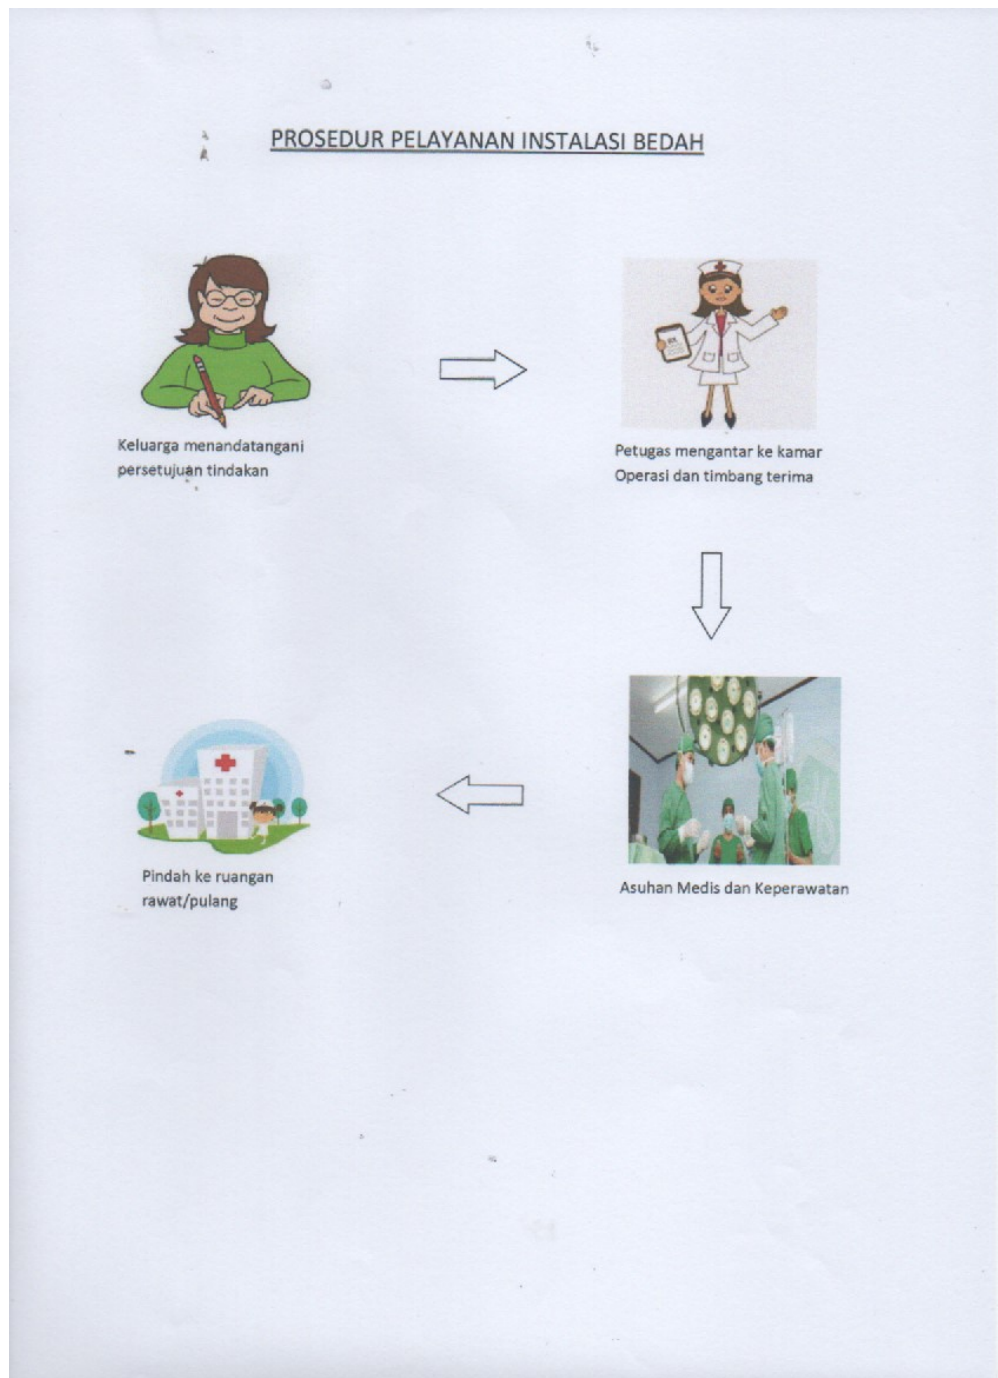 PROSEDUR PELAYANAN INSTALASI BEDAH
Keluarga menandatangani
persetujuan tindakan
Petugas mengantar ke kamar
Operasi dan timbang terima
Asuhan Medis dan Keperawatan
Pindah ke ruangan
rawat/pulang